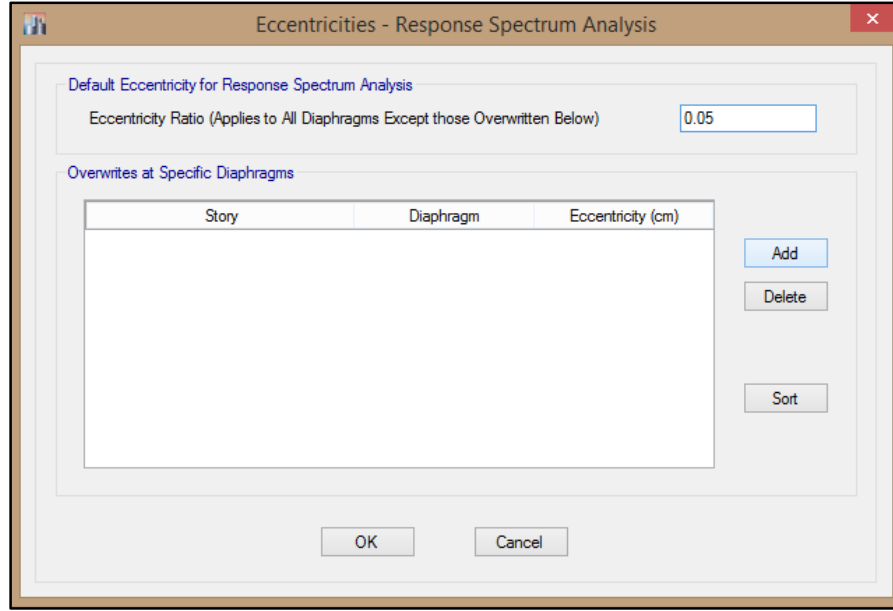 Eccentricities - Response Spectrum Analysis
Default Eccentricity for Response Spectrum Analysis
Eccentricity Ratio (Applies to All Diaphragms Except those Overwritten Below) 0.05
Overwrites at Specific Diaphragms
Story Diaphragm Eccentricity (cm)
Add
Delete
Sort
OK Cancel